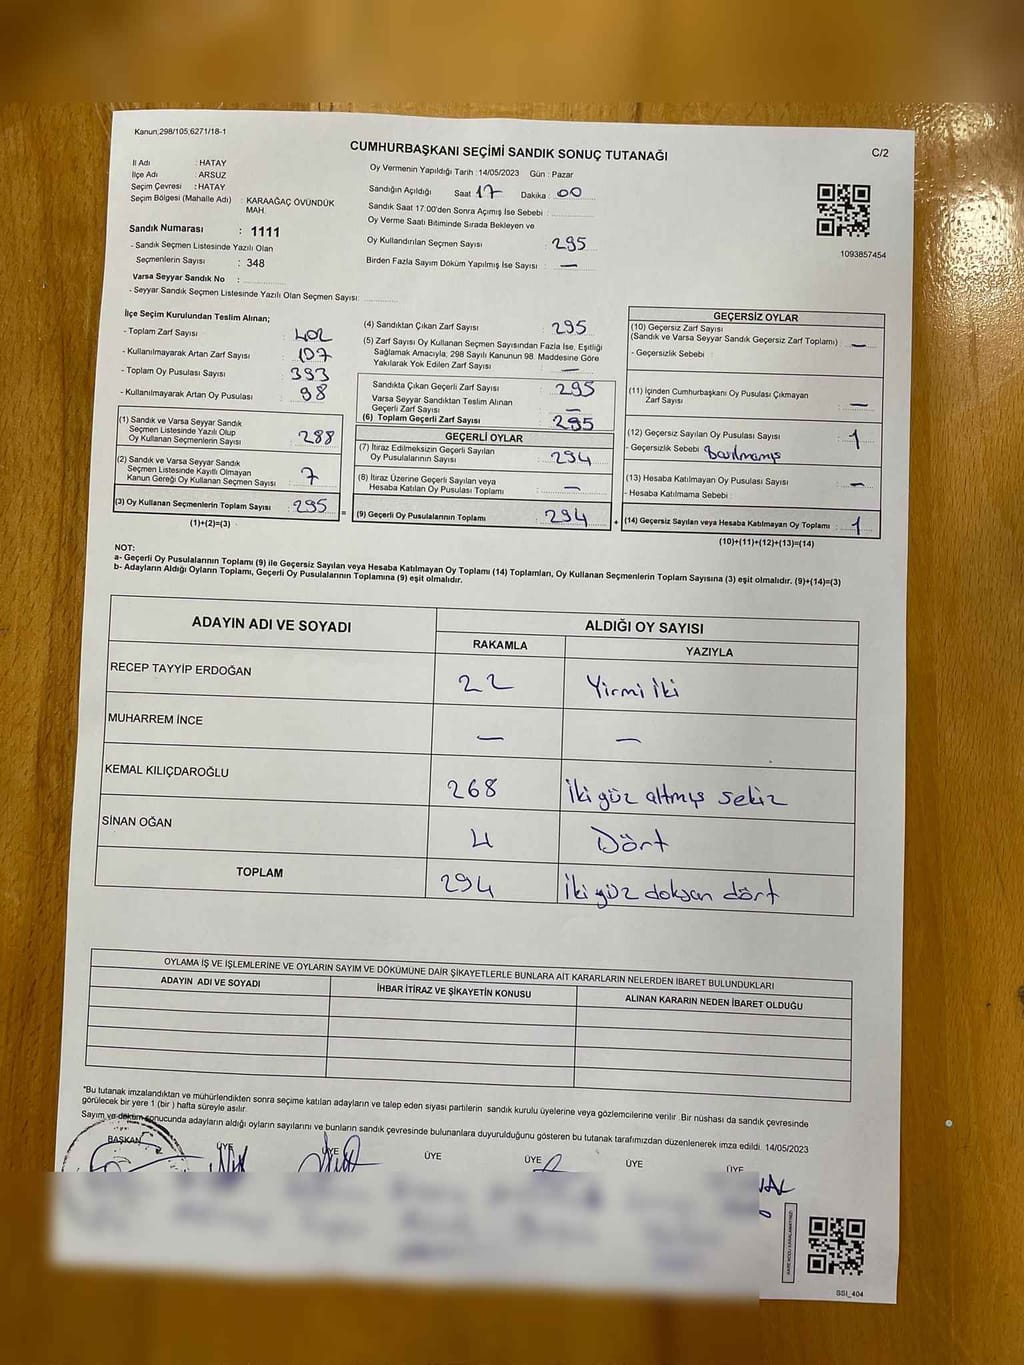 Kanun,298/105,6271/18-1
CUMHURBAŞKANI SEÇİMİ SANDIK SONUÇ TUTANAĞI
C/2
İl Adı : HATAY
İlçe Adı : ARSUZ
Seçim Çevresi : HATAY
Seçim Bölgesi (Mahalle Adı) : KARAAĞAÇ ÖVÜNDÜK MAH.
Sandık Numarası : 1111
- Sandık Seçmen Listesinde Yazılı Olan
Seçmenlerin Sayısı : 348
Varsa Seyyar Sandık No :
- Seyyar Sandık Seçmen Listesinde Yazılı Olan Seçmen Sayısı:
Oy Vermenin Yapıldığı Tarih : 14/05/2023 Gün : Pazar
Sandığın Açıldığı Saat 17 Dakika : 00
Sandık Saat 17.00'den Sonra Açımış İse Sebebi :
Oy Verme Saati Bitiminde Sırada Bekleyen ve
Oy Kullandırılan Seçmen Sayısı : 295
Birden Fazla Sayım Döküm Yapılmış İse Sayısı : —
1093857454
İlçe Seçim Kurulundan Teslim Alınan;
- Toplam Zarf Sayısı : 402
- Kullanılmayarak Artan Zarf Sayısı : 107
- Toplam Oy Pusulası Sayısı : 393
- Kullanılmayarak Artan Oy Pusulası : 98
(1) Sandık ve Varsa Seyyar Sandık
Seçmen Listesinde Yazılı Olup
Oy Kullanan Seçmenlerin Sayısı : 288
(2) Sandık ve Varsa Seyyar Sandık
Seçmen Listesinde Kayıtlı Olmayan
Kanun Gereği Oy Kullanan Seçmen Sayısı : 7
(3) Oy Kullanan Seçmenlerin Toplam Sayısı : 295
(1)+(2)=(3)
(4) Sandıktan Çıkan Zarf Sayısı : 295
(5) Zarf Sayısı Oy Kullanan Seçmen Sayısından Fazla İse, Eşitliği
Sağlamak Amacıyla; 298 Sayılı Kanunun 98. Maddesine Göre
Yakılarak Yok Edilen Zarf Sayısı : —
Sandıkta Çıkan Geçerli Zarf Sayısı : 295
Varsa Seyyar Sandıktan Teslim Alınan
Geçerli Zarf Sayısı : —
(6) Toplam Geçerli Zarf Sayısı : 295
GEÇERLİ OYLAR
(7) İtiraz Edilmeksizin Geçerli Sayılan
Oy Pusulalarının Sayısı : 294
(8) İtiraz Üzerine Geçerli Sayılan veya
Hesaba Katılan Oy Pusulası Toplamı : —
= (9) Geçerli Oy Pusulalarının Toplamı : 294
GEÇERSİZ OYLAR
(10) Geçersiz Zarf Sayısı
(Sandık ve Varsa Seyyar Sandık Geçersiz Zarf Toplamı) : —
- Geçersizlik Sebebi :
(11) İçinden Cumhurbaşkanı Oy Pusulası Çıkmayan
Zarf Sayısı : —
(12) Geçersiz Sayılan Oy Pusulası Sayısı : 1
- Geçersizlik Sebebi :
(13) Hesaba Katılmayan Oy Pusulası Sayısı : —
- Hesaba Katılmama Sebebi :
+ (14) Geçersiz Sayılan veya Hesaba Katılmayan Oy Toplamı : 1
(10)+(11)+(12)+(13)=(14)
NOT:
a- Geçerli Oy Pusulalarının Toplamı (9) ile Geçersiz Sayılan veya Hesaba Katılmayan Oy Toplamı (14) Toplamları, Oy Kullanan Seçmenlerin Toplam Sayısına (3) eşit olmalıdır. (9)+(14)=(3)
b- Adayların Aldığı Oyların Toplamı, Geçerli Oy Pusulalarının Toplamına (9) eşit olmalıdır.
ADAYIN ADI VE SOYADI
ALDIĞI OY SAYISI
RAKAMLA YAZIYLA
RECEP TAYYİP ERDOĞAN 22 Yirmi iki
MUHARREM İNCE — —
KEMAL KILIÇDAROĞLU 268 İki yüz altmış sekiz
SİNAN OĞAN 4 Dört
TOPLAM 294 İki yüz doksan dört
OYLAMA İŞ VE İŞLEMLERİNE VE OYLARIN SAYIM VE DÖKÜMÜNE DAİR ŞİKAYETLERLE BUNLARA AİT KARARLARIN NELERDEN İBARET BULUNDUKLARI
ADAYIN ADI VE SOYADI İHBAR İTİRAZ VE ŞİKAYETİN KONUSU ALINAN KARARIN NEDEN İBARET OLDUĞU
"Bu tutanak imzalandıktan ve mühürlendikten sonra seçime katılan adayların ve talep eden siyasi partilerin sandık kurulu üyelerine veya gözlemcilerine verilir .Bir nüshası da sandık çevresinde
görülecek bir yere 1 (bir ) hafta süreyle asılır.
Sayım ve döküm sonucunda adayların aldığı oyların sayılarını ve bunların sandık çevresinde bulunanlara duyurulduğunu gösteren bu tutanak tarafımızdan düzenlenerek imza edildi. 14/05/2023
BAŞKAN ÜYE ÜYE ÜYE ÜYE ÜYE ÜYE
SSI_404